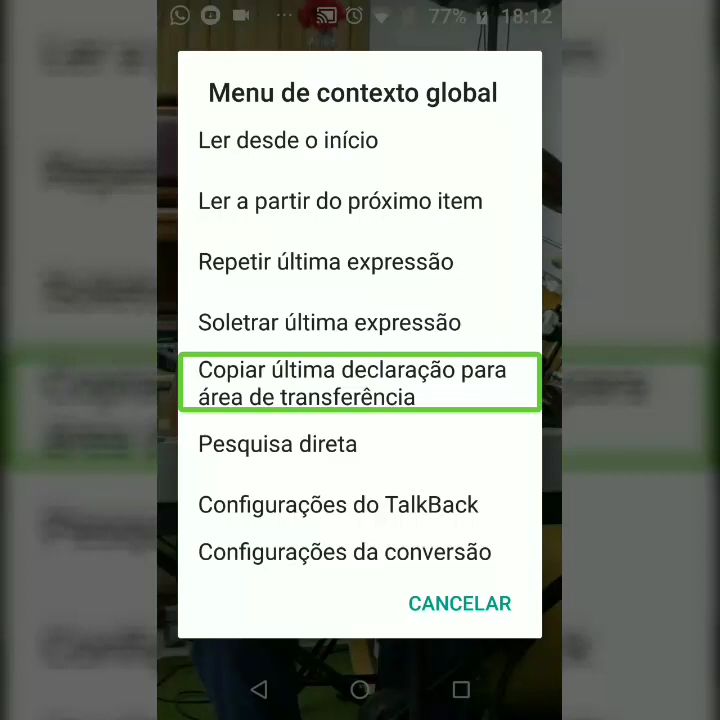 77% 18:12
Menu de contexto global
Ler desde o início
Ler a partir do próximo item
Repetir última expressão
Soletrar última expressão
Copiar última declaração para
área de transferência
Pesquisa direta
Configurações do TalkBack
Configurações da conversão
CANCELAR